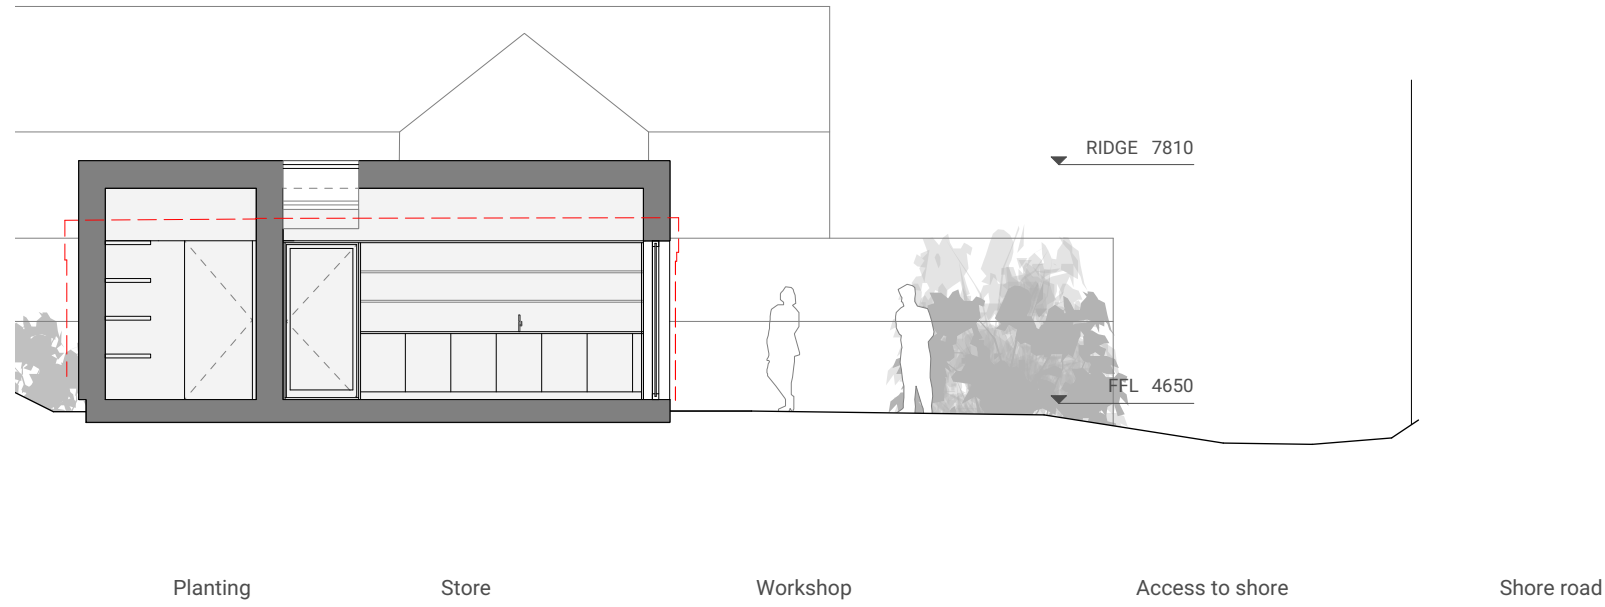 RIDGE 7810
FFL 4650
Planting Store Workshop Access to shore Shore road